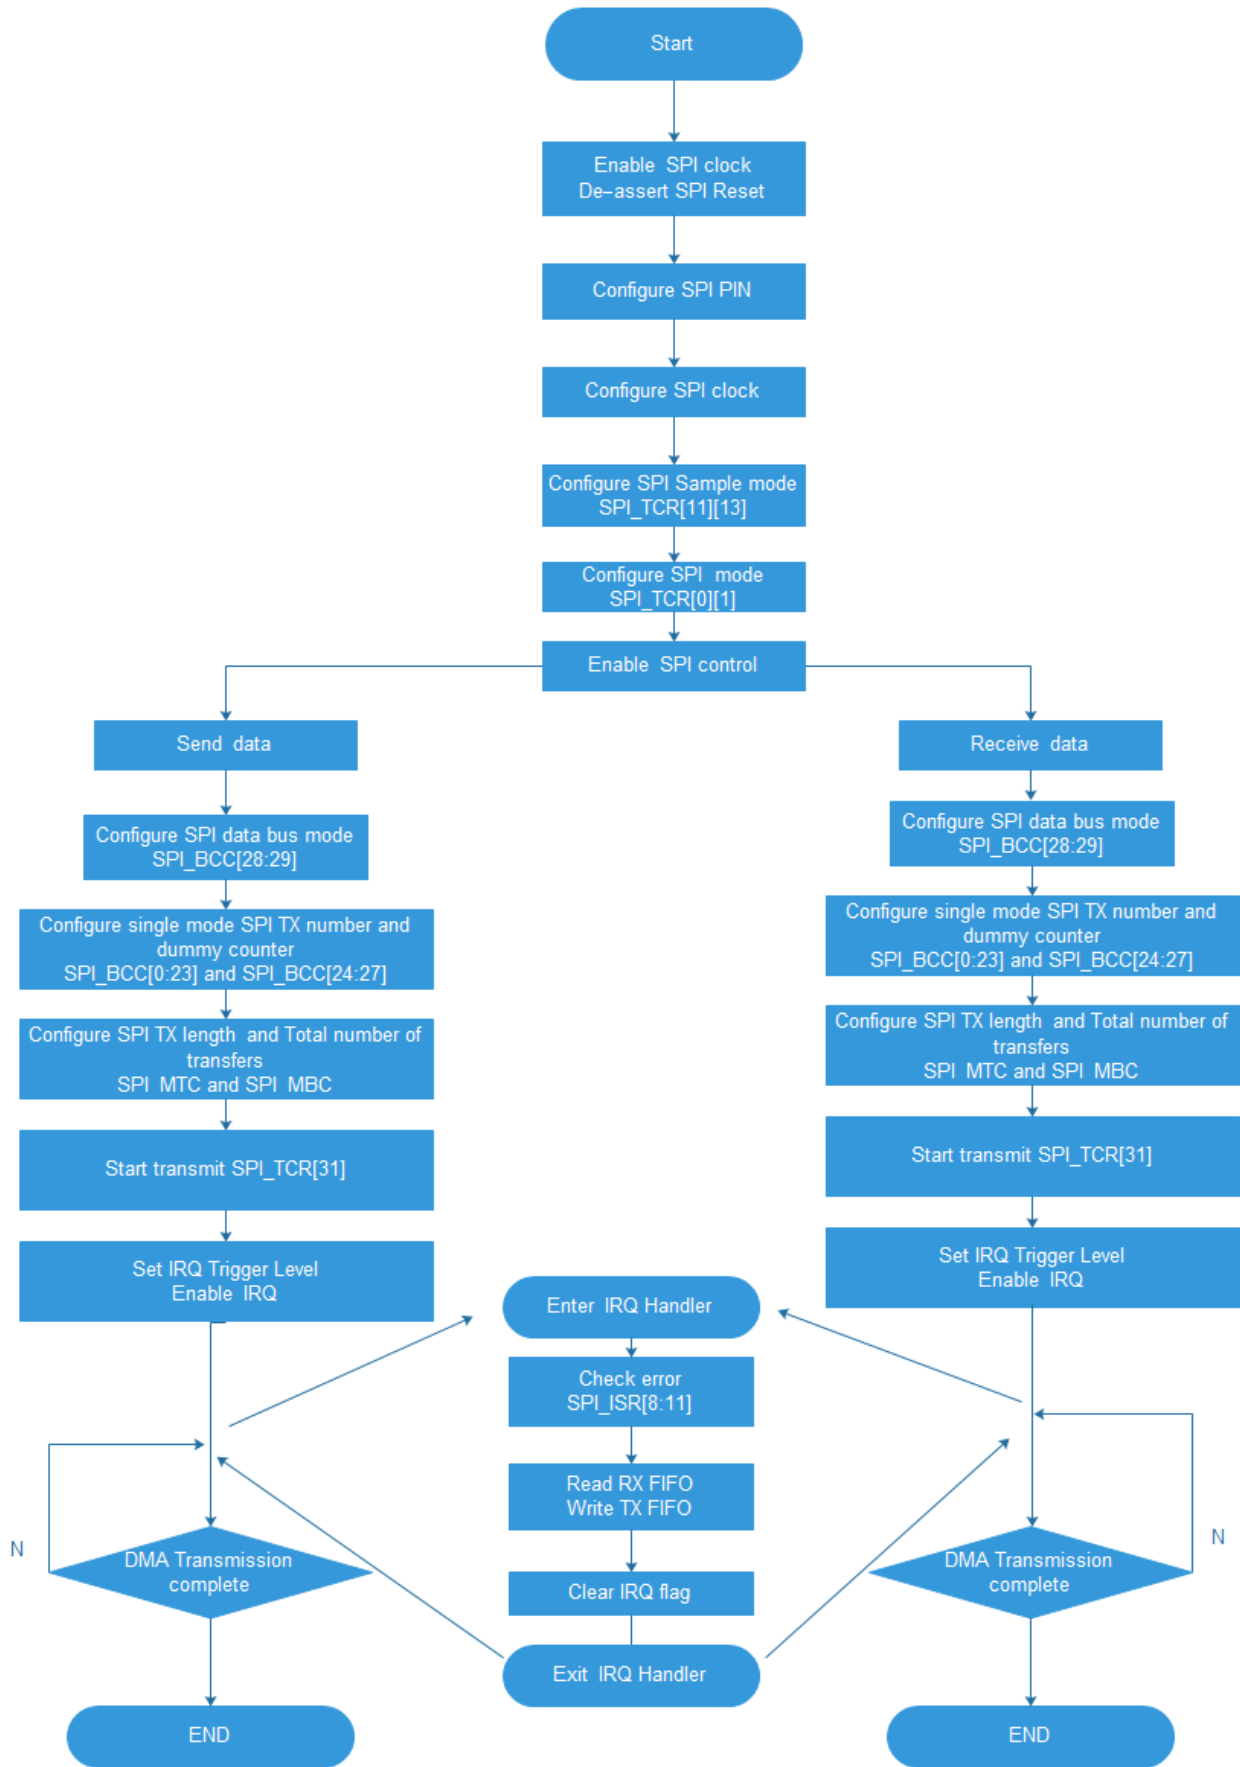 Start
Enable SPI clock
De-assert SPI Reset
Configure SPI PIN
Configure SPI clock
Configure SPI Sample mode
SPI_TCR[11][13]
Configure SPI mode
SPI_TCR[0][1]
Enable SPI control
Send data
Configure SPI data bus mode
SPI_BCC[28:29]
Configure single mode SPI TX number and
dummy counter
SPI_BCC[0:23] and SPI_BCC[24:27]
Configure SPI TX length and Total number of
transfers
SPI_MTC and SPI_MBC
Start transmit SPI_TCR[31]
Set IRQ Trigger Level
Enable IRQ
N
DMA Transmission
complete
END
Receive data
Configure SPI data bus mode
SPI_BCC[28:29]
Configure single mode SPI TX number and
dummy counter
SPI_BCC[0:23] and SPI_BCC[24:27]
Configure SPI TX length and Total number of
transfers
SPI_MTC and SPI_MBC
Start transmit SPI_TCR[31]
Set IRQ Trigger Level
Enable IRQ
N
DMA Transmission
complete
END
Enter IRQ Handler
Check error
SPI_ISR[8:11]
Read RX FIFO
Write TX FIFO
Clear IRQ flag
Exit IRQ Handler